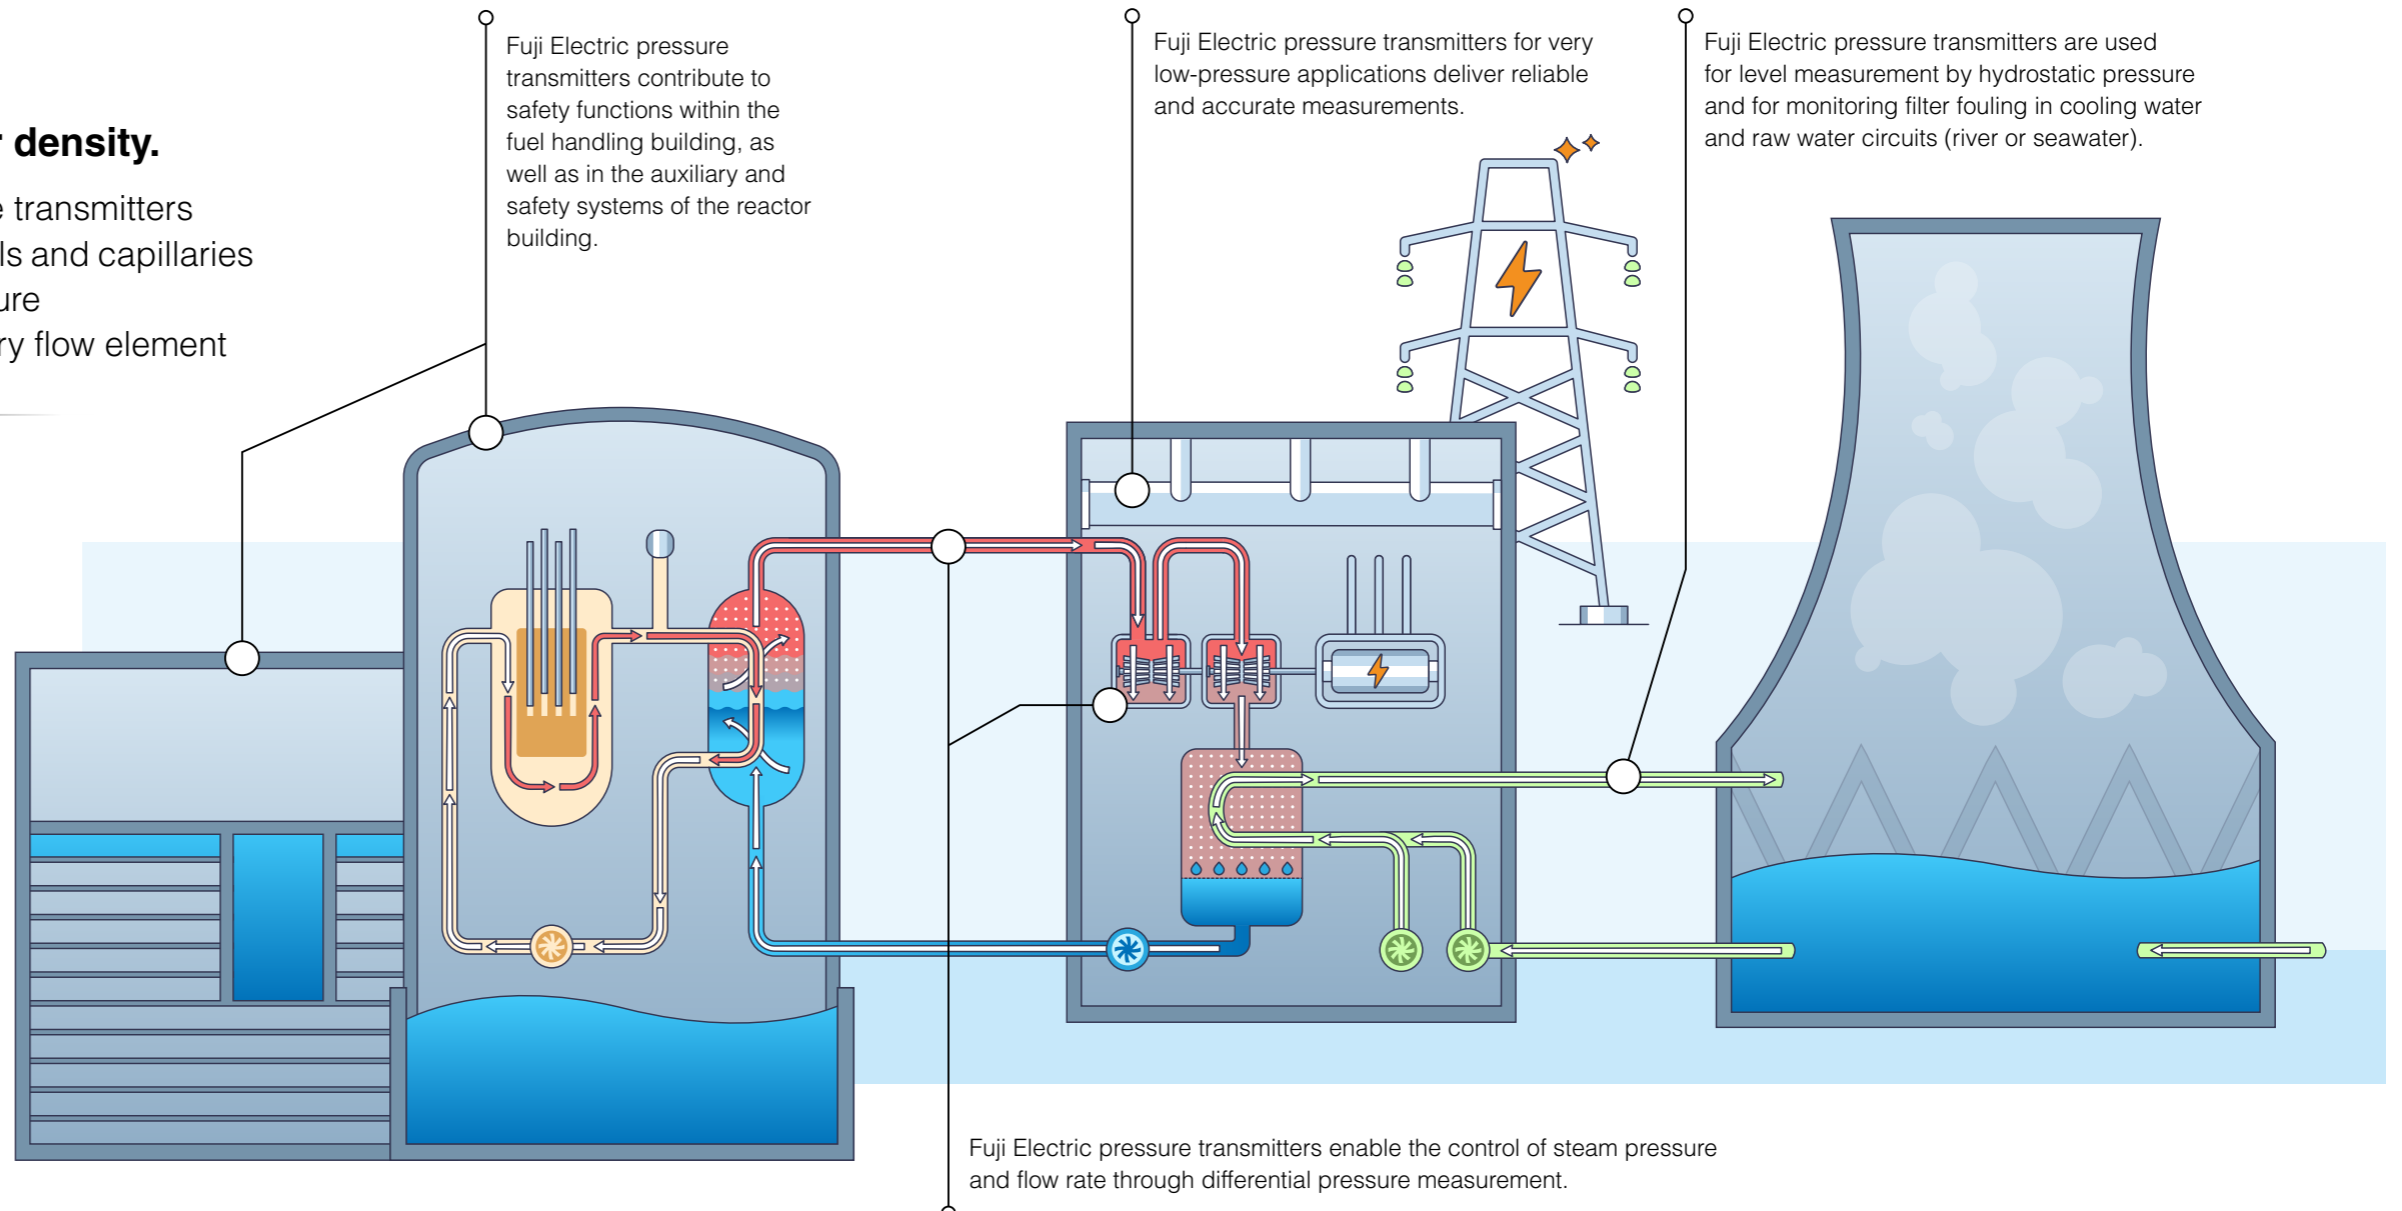 r density.
e transmitters
ls and capillaries
ure
ry flow element
Fuji Electric pressure
transmitters contribute to
safety functions within the
fuel handling building, as
well as in the auxiliary and
safety systems of the reactor
building.
Fuji Electric pressure transmitters for very
low-pressure applications deliver reliable
and accurate measurements.
Fuji Electric pressure transmitters are used
for level measurement by hydrostatic pressure
and for monitoring filter fouling in cooling water
and raw water circuits (river or seawater).
Fuji Electric pressure transmitters enable the control of steam pressure
and flow rate through differential pressure measurement.